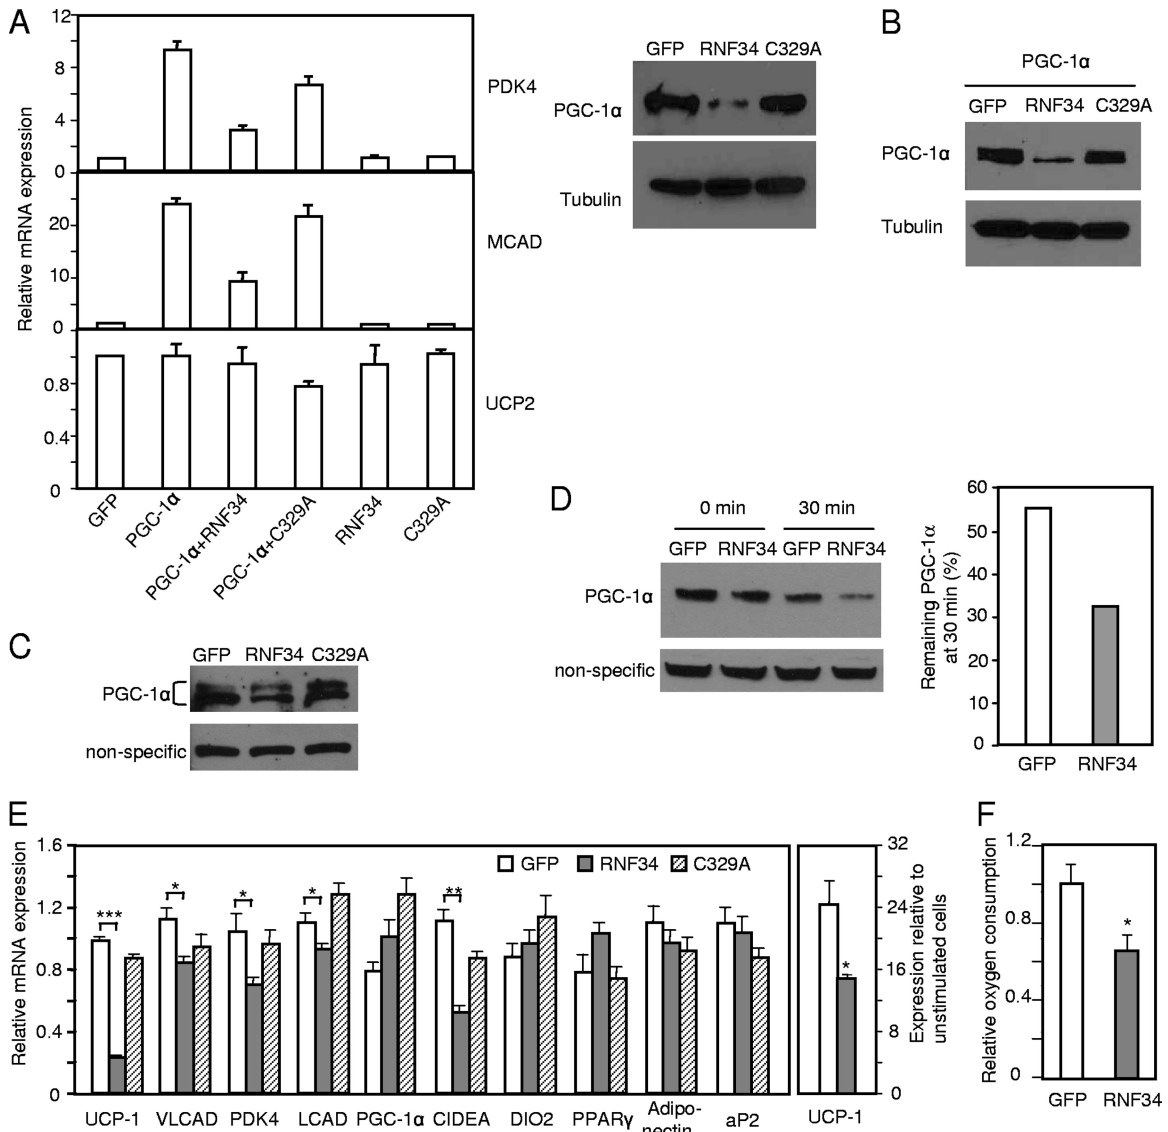 A
Relative mRNA expression
12
8
4
0
PDK4
20
10
0
MCAD
0.8
0.4
0
UCP2
GFP
PGC-1α
PGC-1α+RNF34
PGC-1α+C329A
RNF34
C329A
GFP RNF34 C329A
PGC-1α
Tubulin
B
PGC-1α
GFP RNF34 C329A
PGC-1α
Tubulin
C
GFP RNF34 C329A
PGC-1α
non-specific
D
0 min 30 min
GFP RNF34 GFP RNF34
PGC-1α
non-specific
Remaining PGC-1α
at 30 min (%)
60
50
40
30
20
10
0
GFP RNF34
E
Relative mRNA expression
1.6
1.2
0.8
0.4
0
GFP RNF34 C329A
***
*
*
*
**
UCP-1 VLCAD PDK4 LCAD PGC-1α CIDEA DIO2 PPARγ Adipo-
nectin aP2
32
24
16
8
0
Expression relative to
unstimulated cells
*
UCP-1
F
Relative oxygen consumption
1.2
0.8
0.4
0
*
GFP RNF34